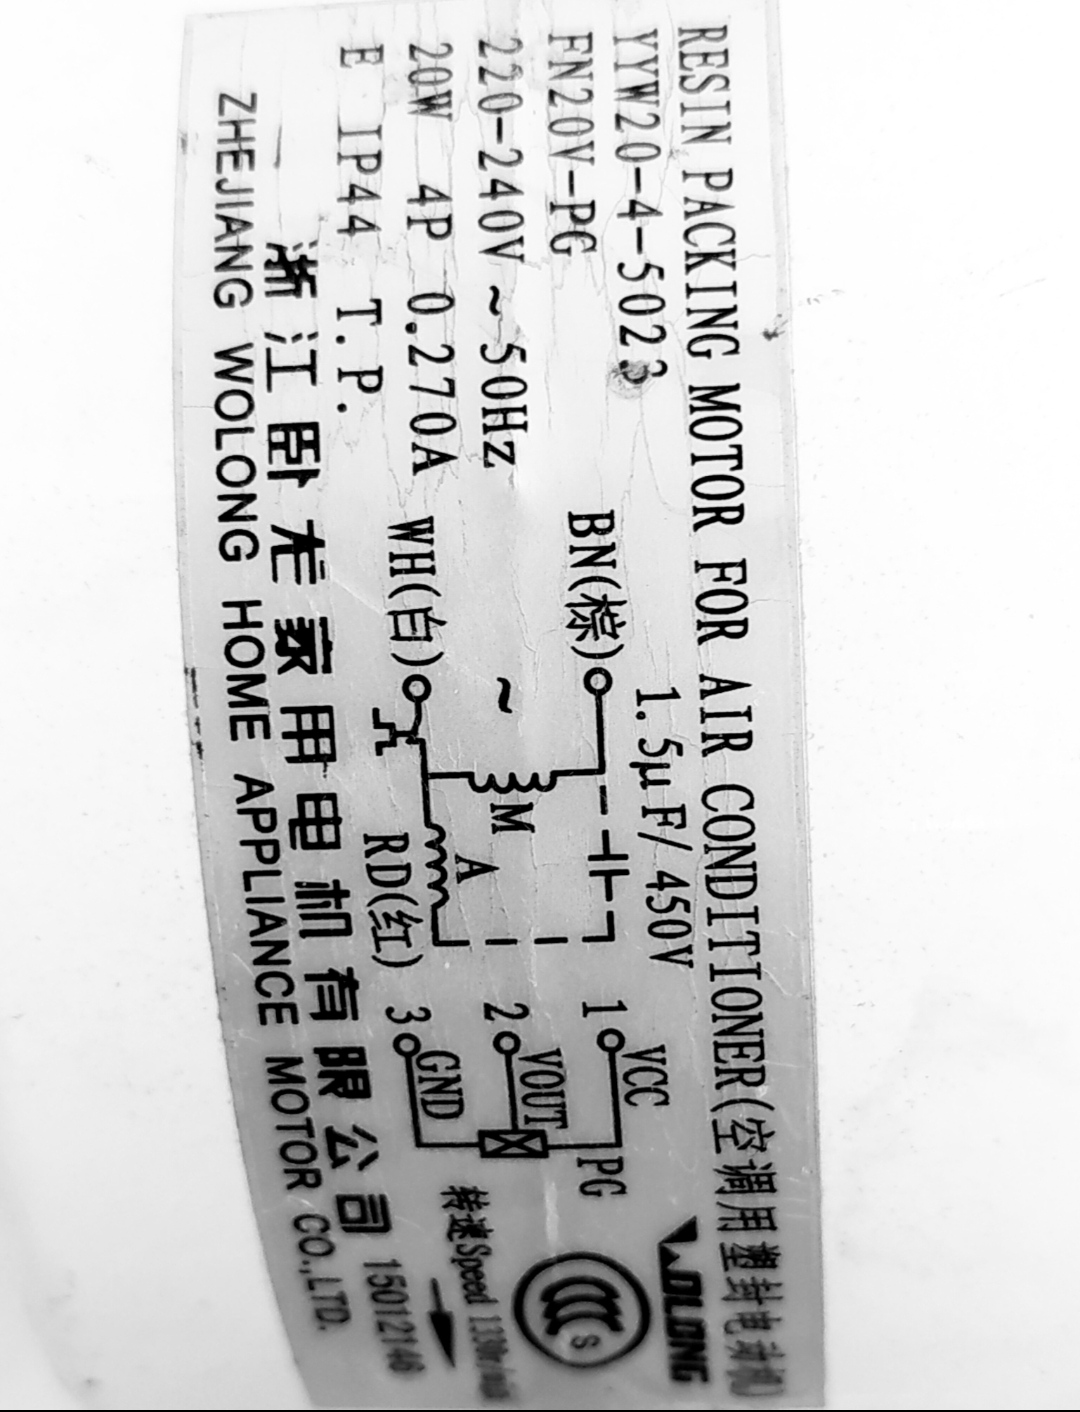 RESIN PACKING MOTOR FOR AIR CONDITIONER(空调用塑封电动机)
YYW20-4-5023
FN20V-PG
220-240V ~ 50Hz
20W 4P 0.270A
E IP44 T.P.
1.5μF/450V
BN(棕)
~
WH(白)
M
A
RD(红)
1 VCC
2 VOUT
3 GND
PG
WOLONG
S
转速Speed 1330r/min
浙江卧龙家用电机有限公司 15012146
ZHEJIANG WOLONG HOME APPLIANCE MOTOR CO.,LTD.